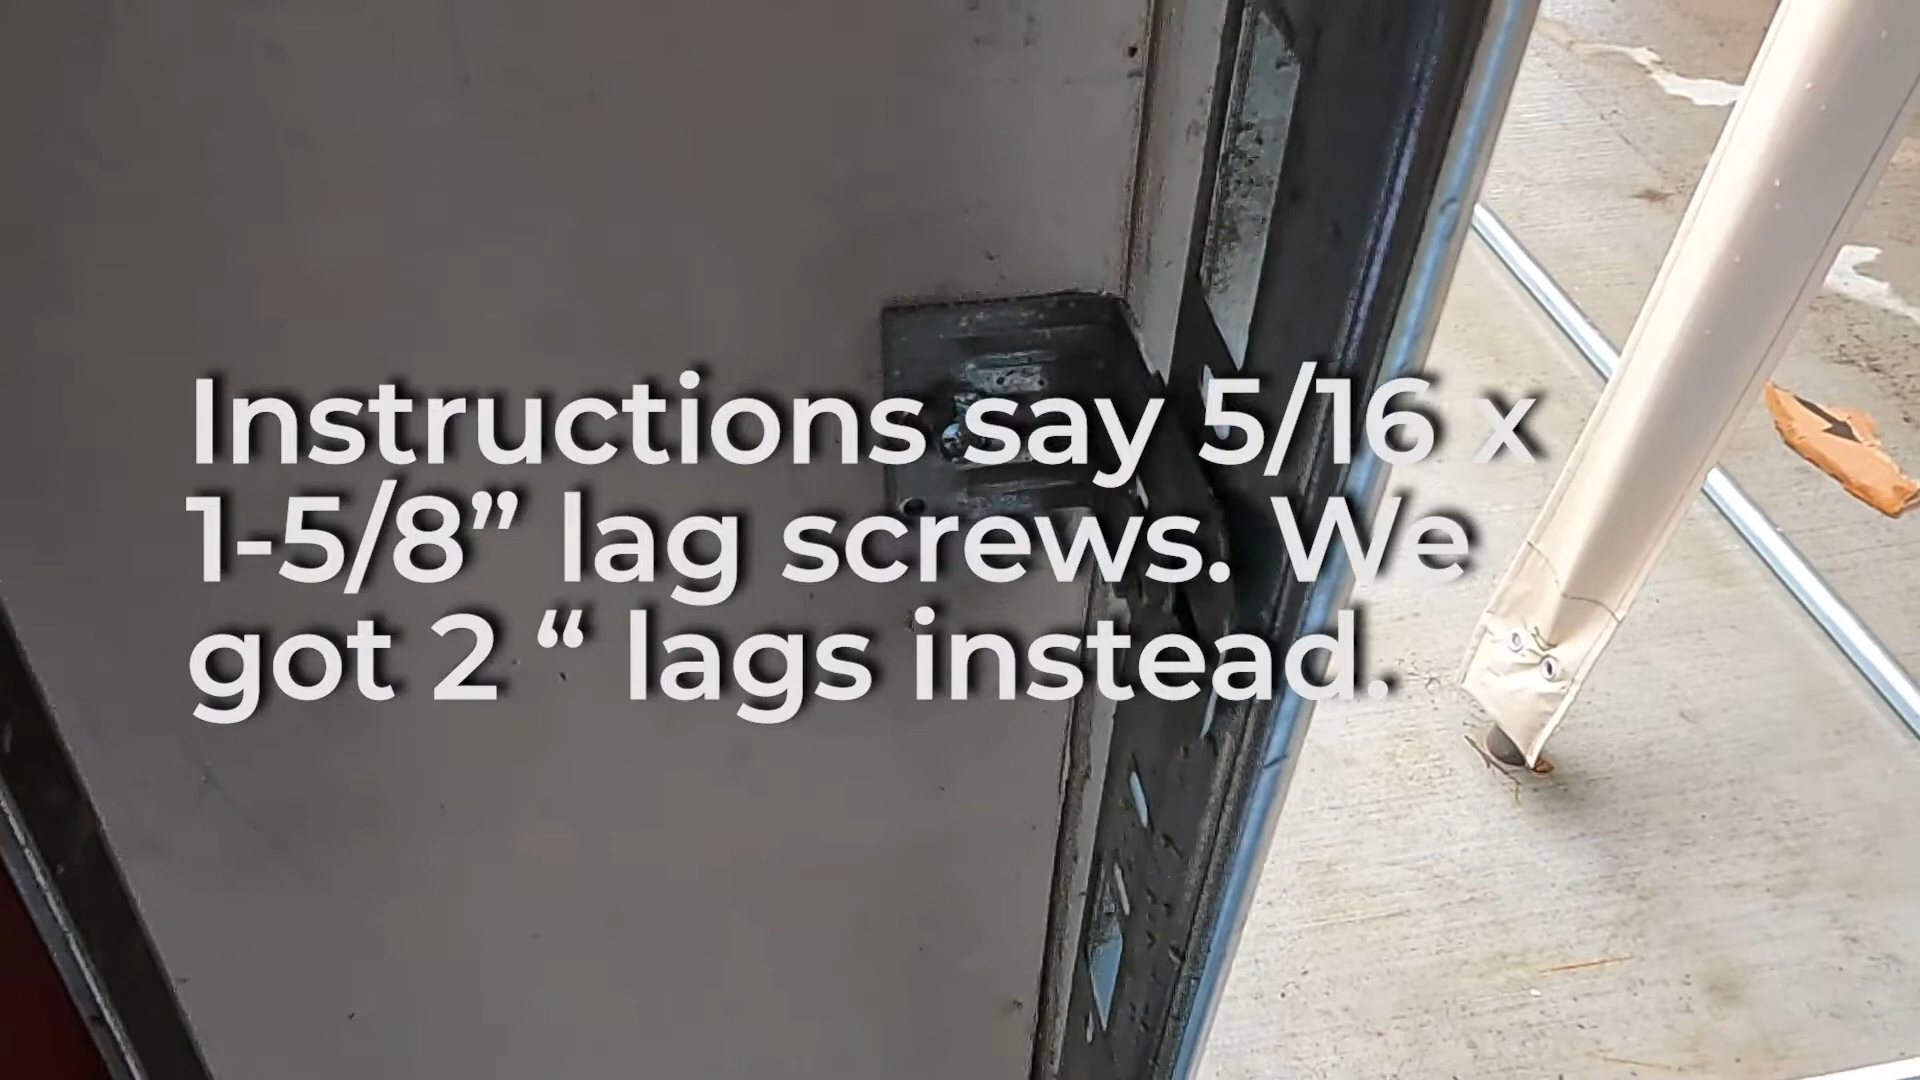 Instructions say 5/16 x
1-5/8” lag screws. We
got 2 “ lags instead.